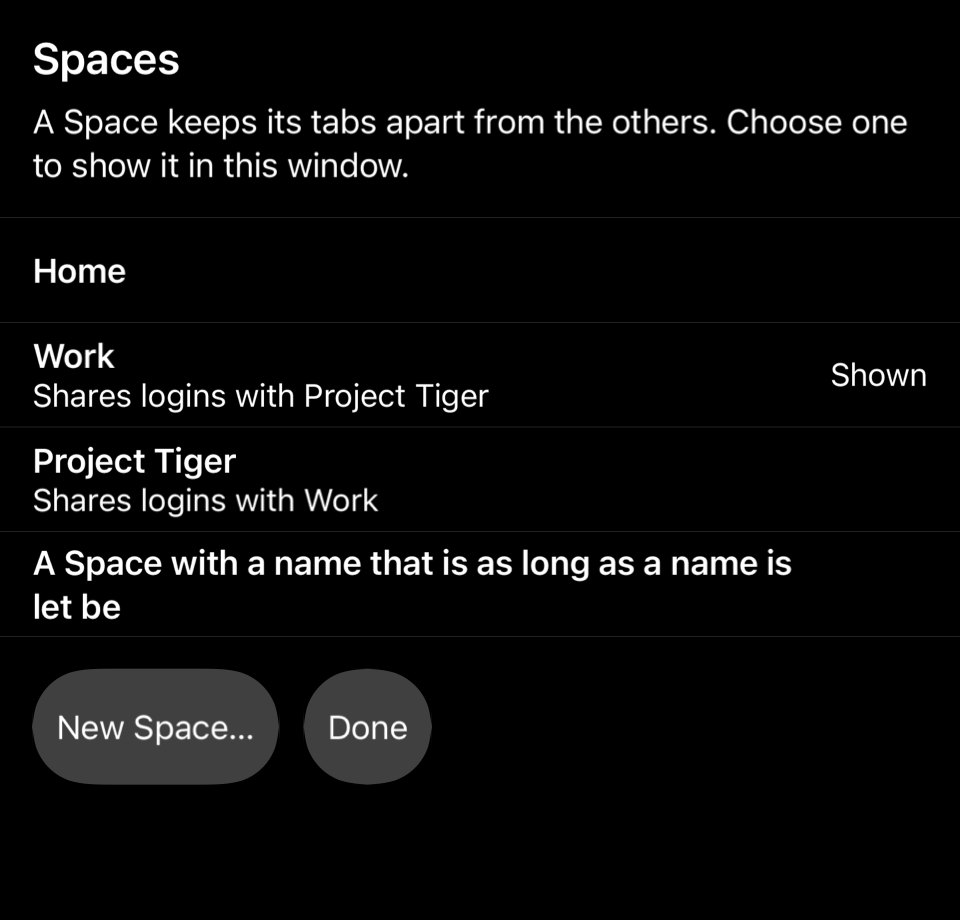 Spaces
A Space keeps its tabs apart from the others. Choose one
to show it in this window.
Home
Work
Shares logins with Project Tiger
Shown
Project Tiger
Shares logins with Work
A Space with a name that is as long as a name is
let be
New Space...
Done